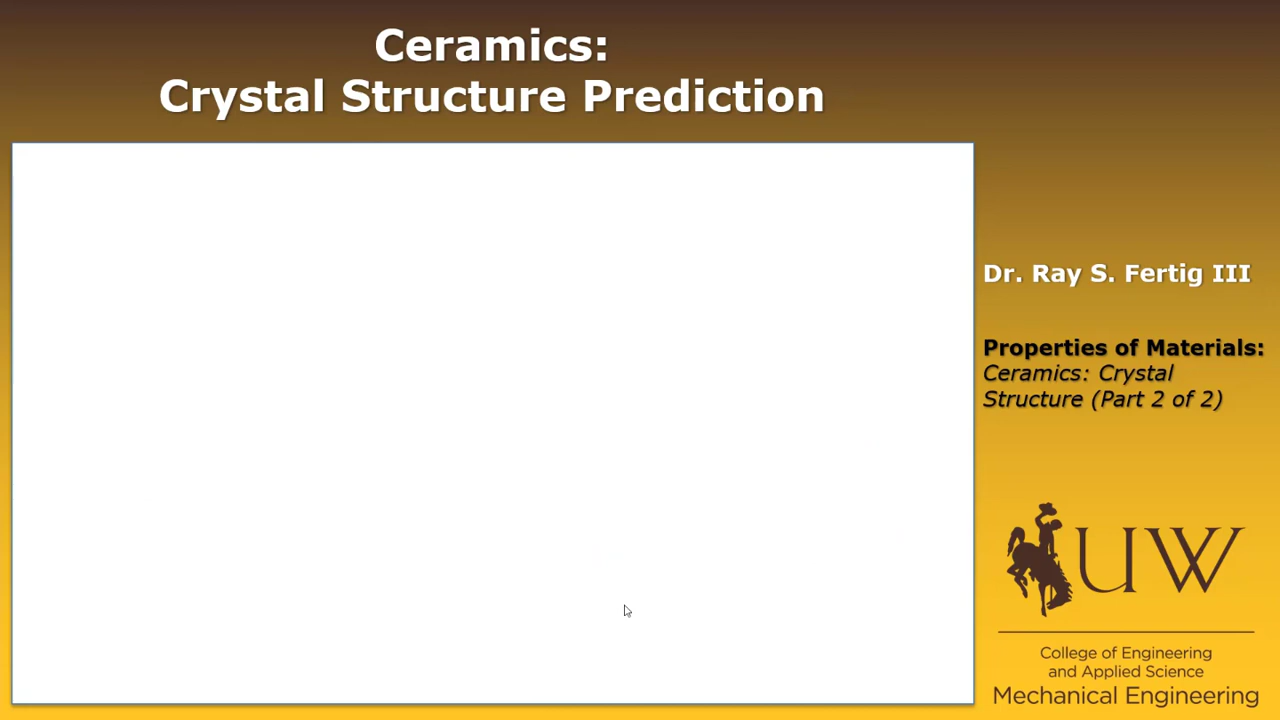 Ceramics:
Crystal Structure Prediction
Dr. Ray S. Fertig III
Properties of Materials:
Ceramics: Crystal
Structure (Part 2 of 2)
UW
College of Engineering
and Applied Science
Mechanical Engineering